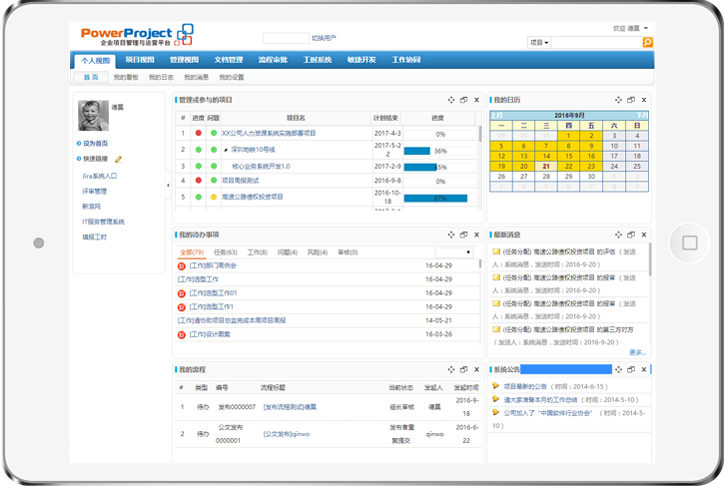 PowerProject
企业项目管理与运营平台
切换用户
欢迎 德莫
项目
个人视图 项目视图 管理视图 文档管理 流程审批 工时系统 敏捷开发 工作协同
首 页 我的看板 我的日志 我的消息 我的设置
德莫
设为首页
快速链接
Jira系统入口
评审管理
新浪网
IT服务管理系统
填报工时
管理或参与的项目
# 进度 问题 项目名 计划结束 进度
1 XX公司人力资源系统实施部署项目 2017-4-3 0%
2 深圳地铁10号线 2017-5-22 36%
3 核心业务系统开发1.0 2017-2-9
4 项目周报测试 2016-9-8 0%
5 高速公路债权投资项目 2016-10-18
我的日历
上月 2016年9月 下月
一 二 三 四 五 六 日
29 30 31 1 2 3 4
5 6 7 8 9 10 11
12 13 14 15 16 17 18
19 20 21 22 23 24 25
26 27 28 29 30 1 2
3 4 5 6 7 8 9
我的待办事项
全部(79) 任务(63) 工作(8) 问题(4) 风险(4) 审核(0)
[工作]部门周例会 16-04-29
[工作]选型工作 16-04-29
[工作]选型工作01 16-04-29
[工作]选型工作1 16-04-29
[工作]请协助项目总监完成本周项目周报 14-05-21
[工作]设计图案 16-03-26
最新消息
(任务分配) 高速公路债权投资项目 的评估 （发送
人：系统消息，发送时间：2016-9-20）
(任务分配) 高速公路债权投资项目 的报审 （发送
人：系统消息，发送时间：2016-9-20）
(任务分配) 高速公路债权投资项目 的报审 （发送
人：系统消息，发送时间：2016-9-20）
(任务分配) 高速公路债权投资项目 的第三方对方
（发送人：系统消息，发送时间：2016-9-20）
更多...
我的流程
# 类型 编号 流程标题 当前状态 发起人 发起时间
1 待办 发布0000007 [发布流程测试]德莫 组长审核 德莫 2016-9-18
2 待办 公文发布0000001 [公文发布]qinwo 发布者重复提交 qinwo 2016-6-22
系统公告
项目最新的公告 （时间：2014-6-15）
请大家准备本月的工作总结 （时间：2014-5-10）
公司加入了“中国软件行业协会” （时间：2014-5-
10）